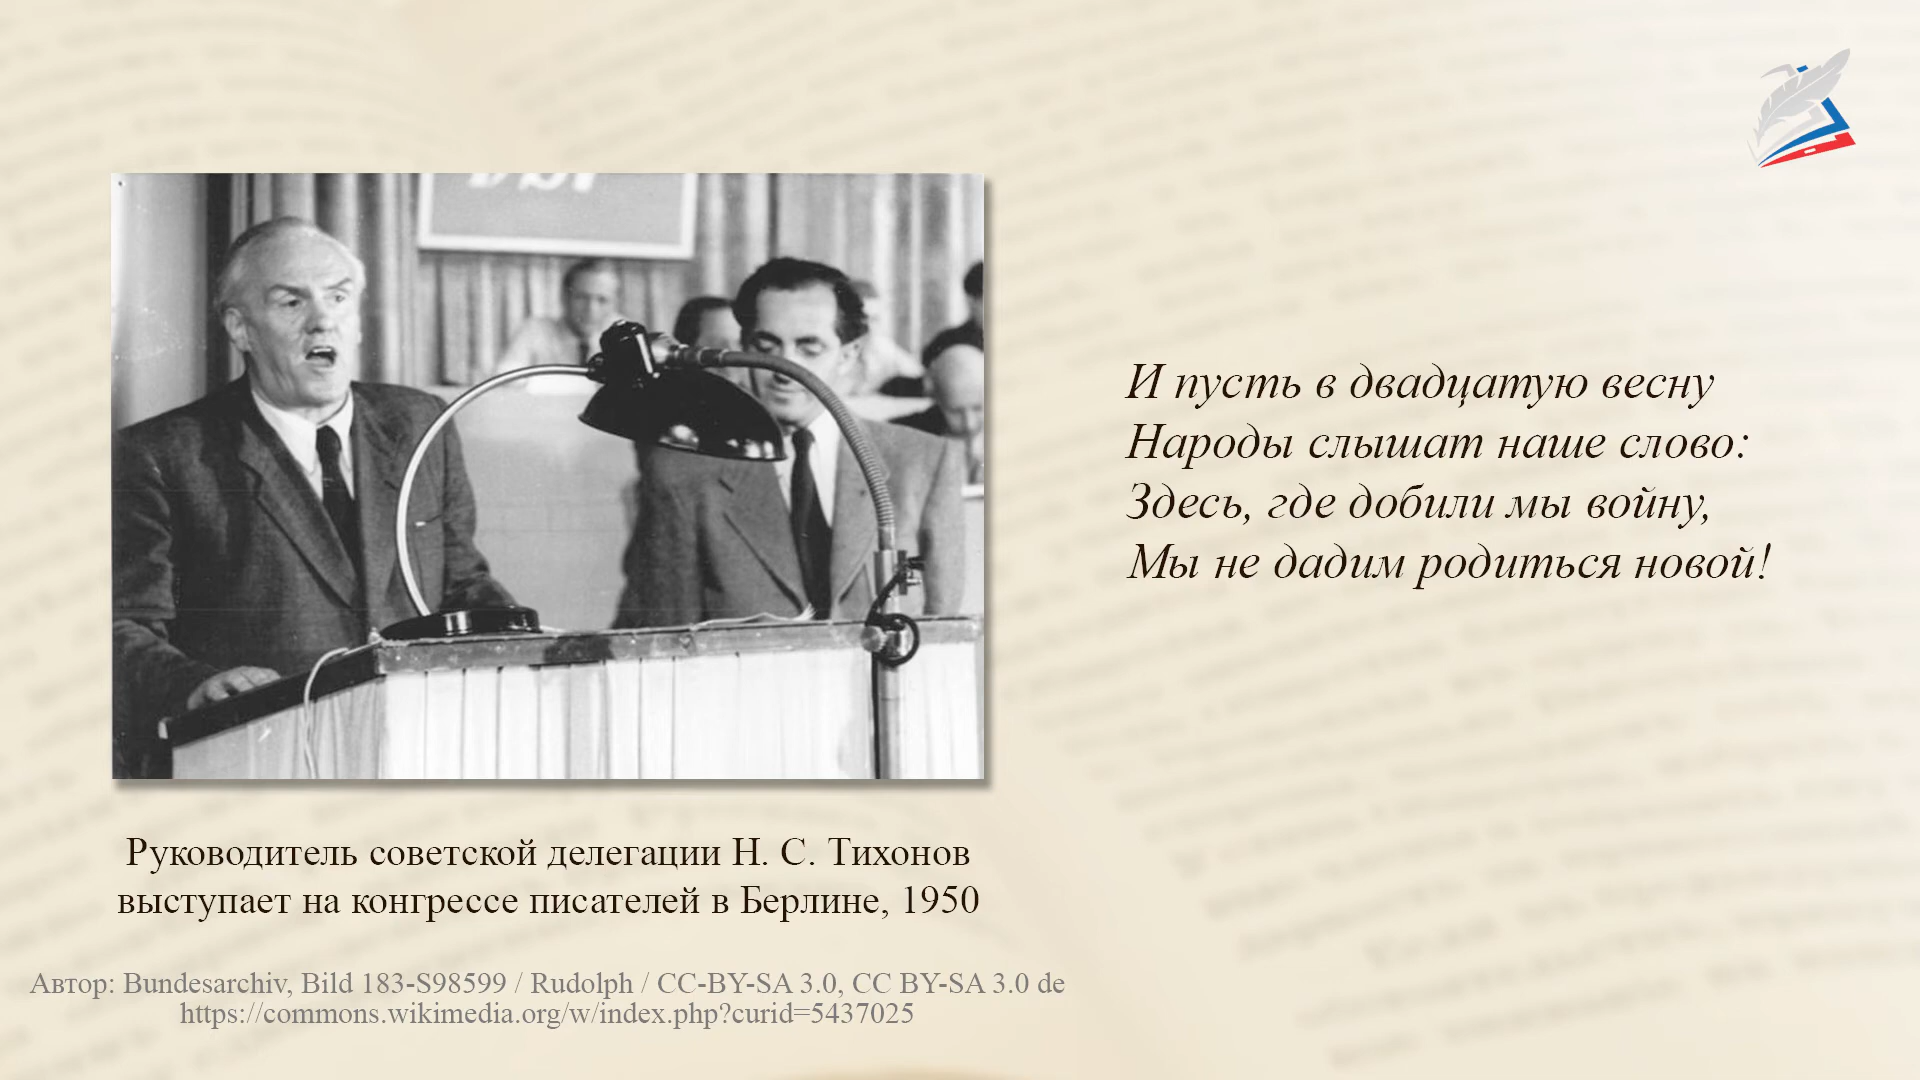 И пусть в двадцатую весну
Народы слышат наше слово:
Здесь, где добили мы войну,
Мы не дадим родиться новой!
Руководитель советской делегации Н. С. Тихонов
выступает на конгрессе писателей в Берлине, 1950
Автор: Bundesarchiv, Bild 183-S98599 / Rudolph / CC-BY-SA 3.0, CC BY-SA 3.0 de
https://commons.wikimedia.org/w/index.php?curid=5437025